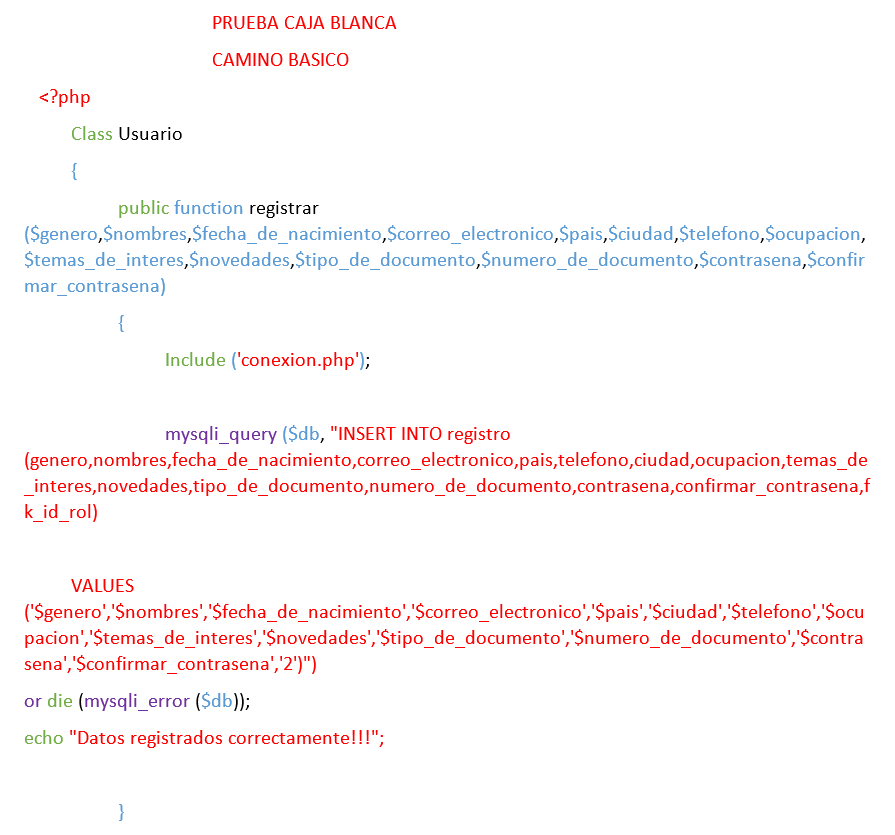 PRUEBA CAJA BLANCA
CAMINO BASICO
<?php
Class Usuario
{
public function registrar
($genero,$nombres,$fecha_de_nacimiento,$correo_electronico,$pais,$ciudad,$telefono,$ocupacion,
$temas_de_interes,$novedades,$tipo_de_documento,$numero_de_documento,$contrasena,$confir
mar_contrasena)
{
Include ('conexion.php');
mysqli_query ($db, "INSERT INTO registro
(genero,nombres,fecha_de_nacimiento,correo_electronico,pais,telefono,ciudad,ocupacion,temas_de
_interes,novedades,tipo_de_documento,numero_de_documento,contrasena,confirmar_contrasena,f
k_id_rol)
VALUES
('$genero','$nombres','$fecha_de_nacimiento','$correo_electronico','$pais','$ciudad','$telefono','$ocu
pacion','$temas_de_interes','$novedades','$tipo_de_documento','$numero_de_documento','$contra
sena','$confirmar_contrasena','2')")
or die (mysqli_error ($db));
echo "Datos registrados correctamente!!!";
}